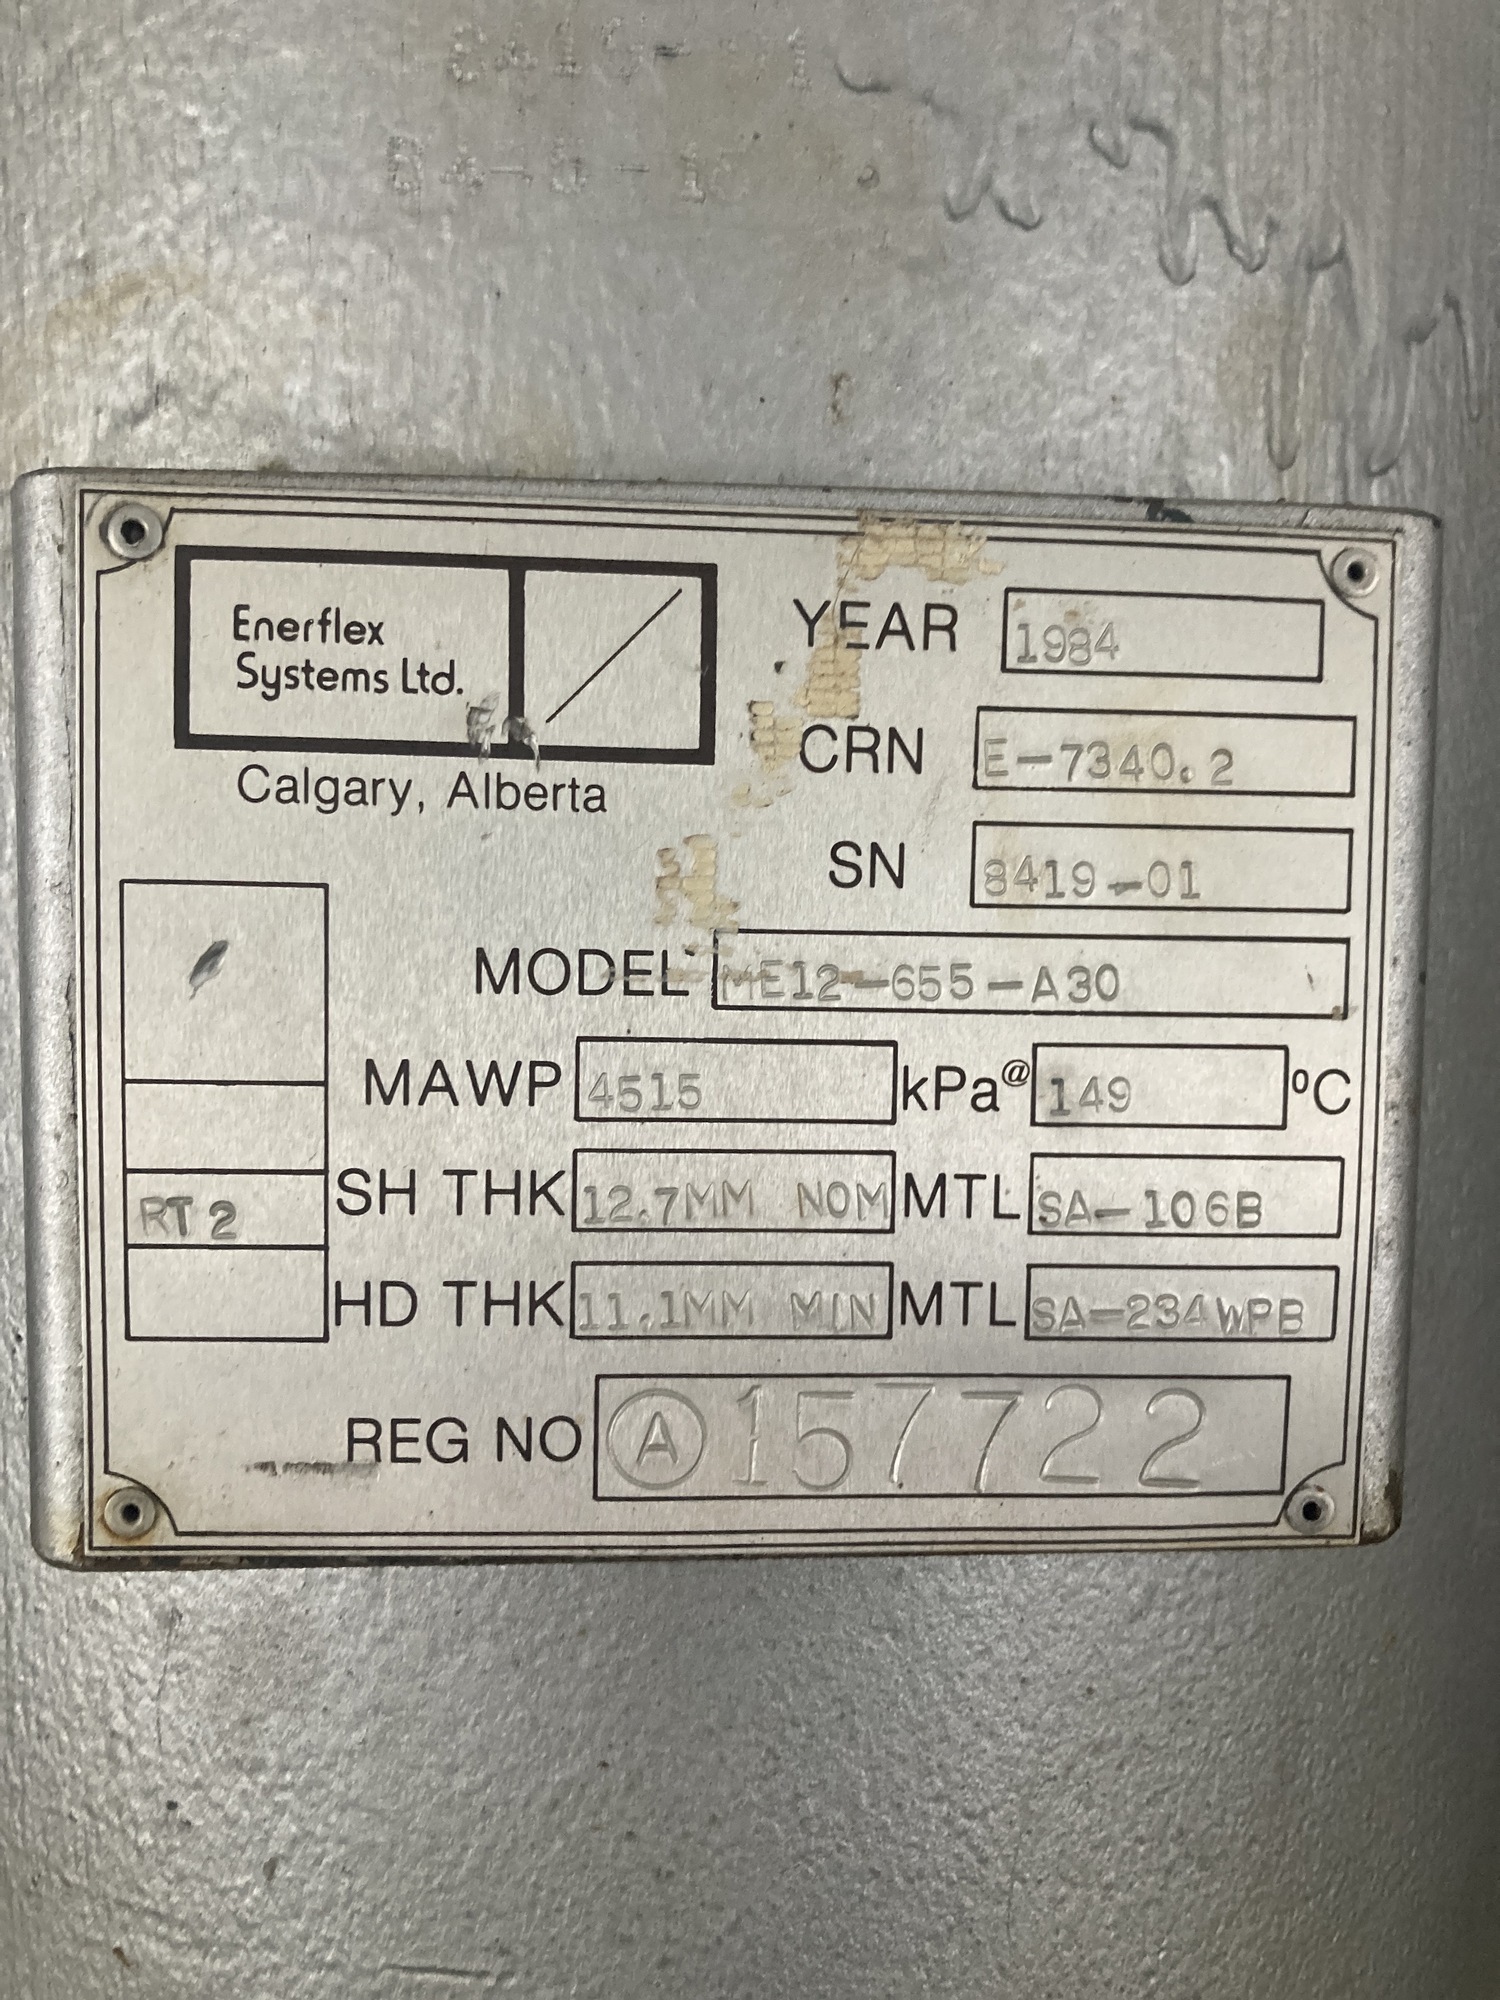 Enerflex
Systems Ltd.
Calgary, Alberta
YEAR 1984
CRN E-7340.2
SN 8419-01
MODEL ME12-655-A30
MAWP 4515 kPa@ 149 ºC
RT 2 SH THK 12.7MM NOM MTL SA-106B
HD THK 11.1MM MIN MTL SA-234WPB
REG NO Ⓐ157722